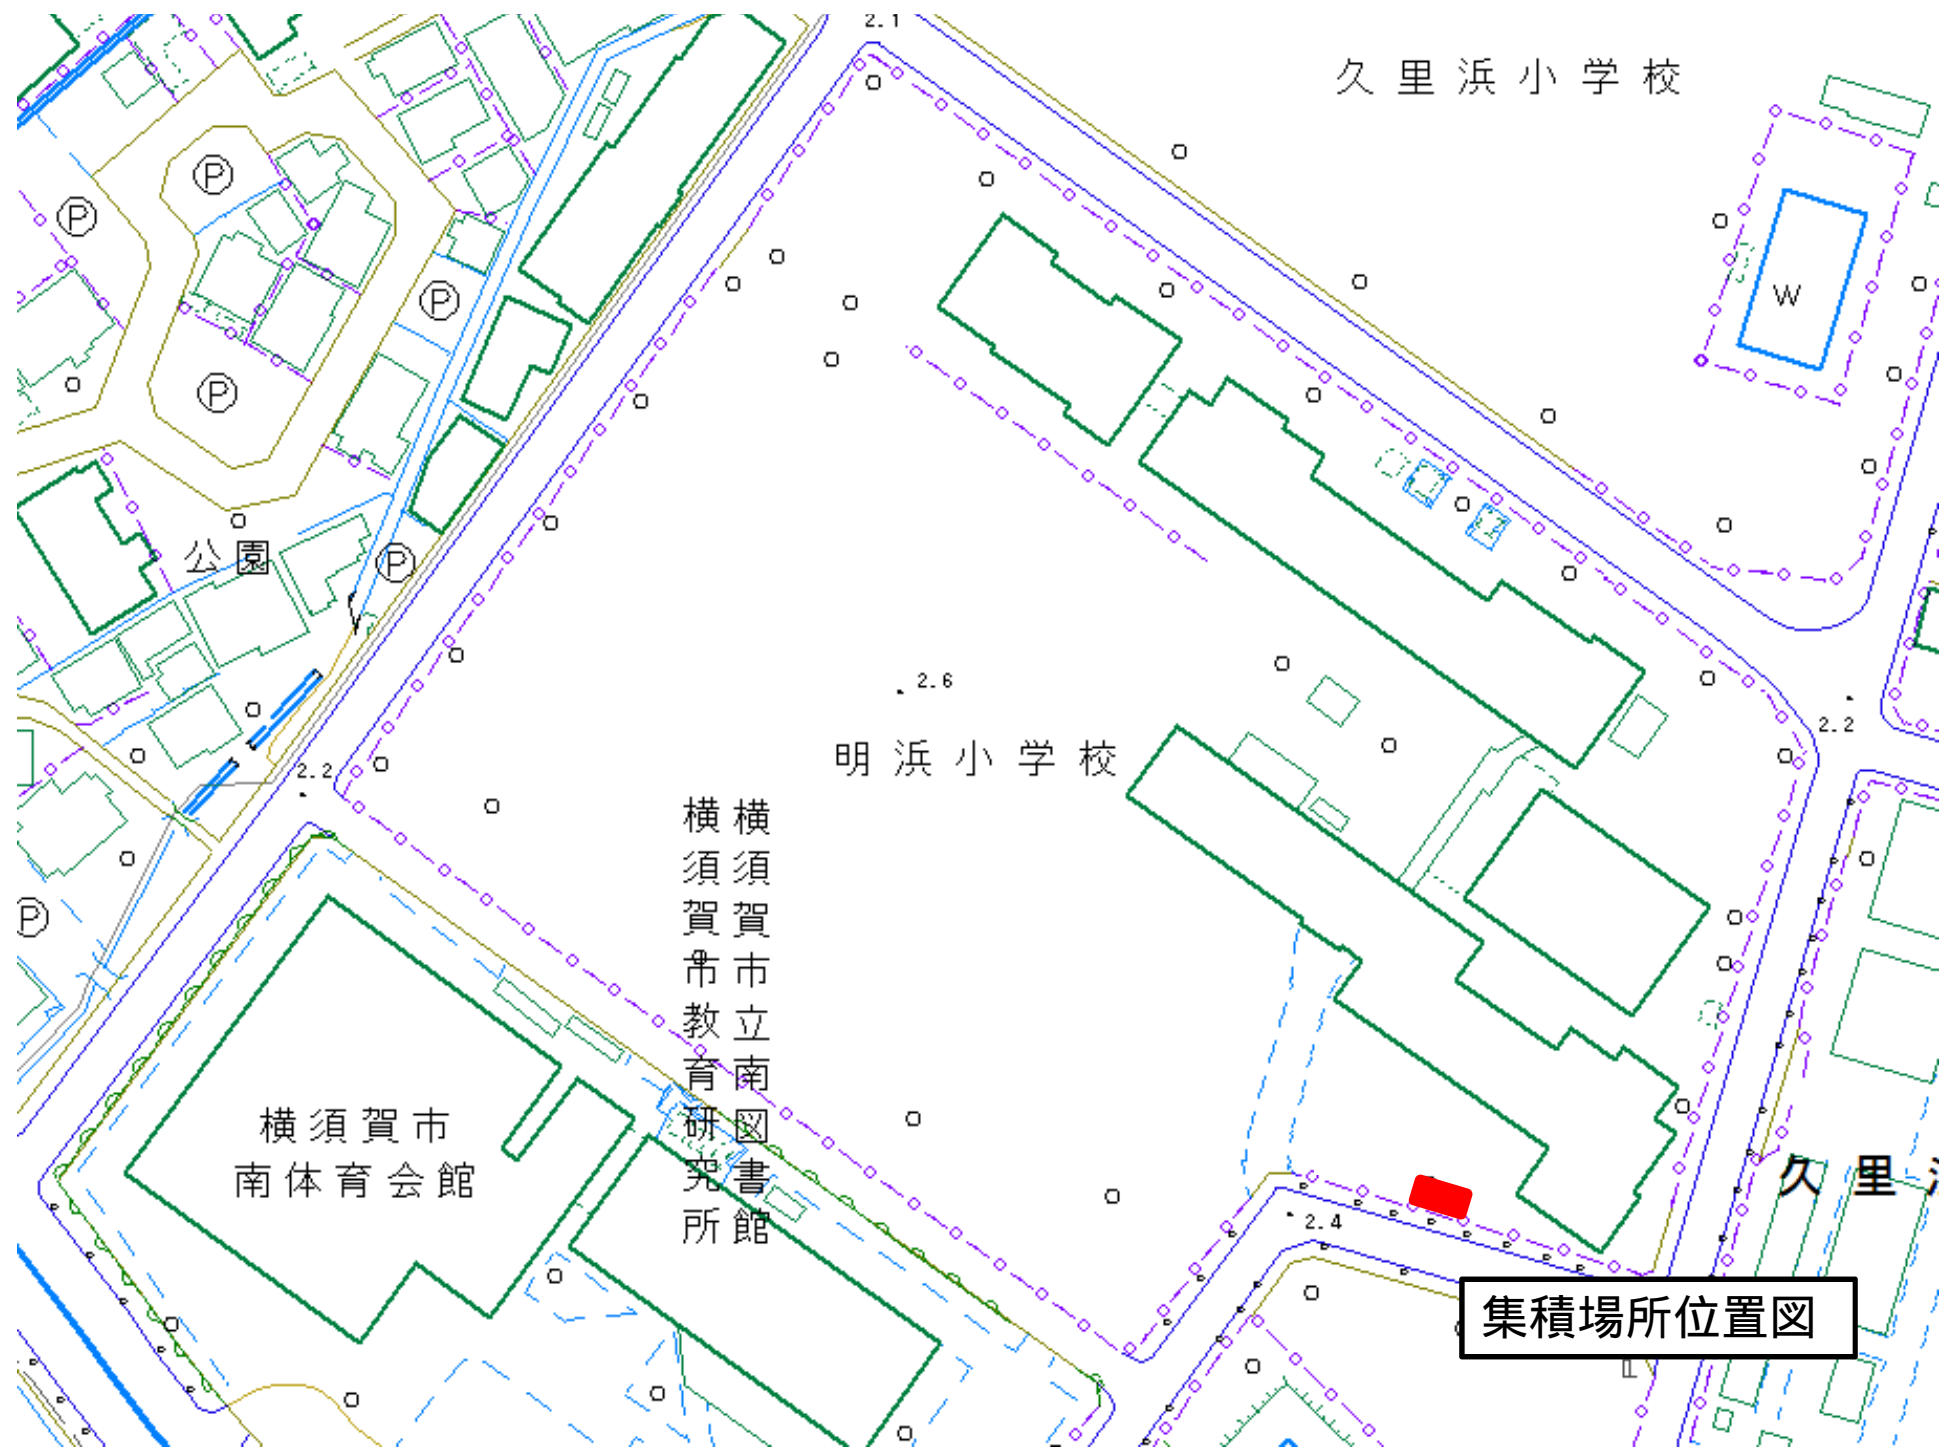 2.1
久里浜小学校
P
P
W
P
P
公園
P
2.6
2.2
明浜小学校
2.2
横須賀市立南図書館
横須賀市教育研究所
P
横須賀市
南体育会館
久里
2.4
集積場所位置図